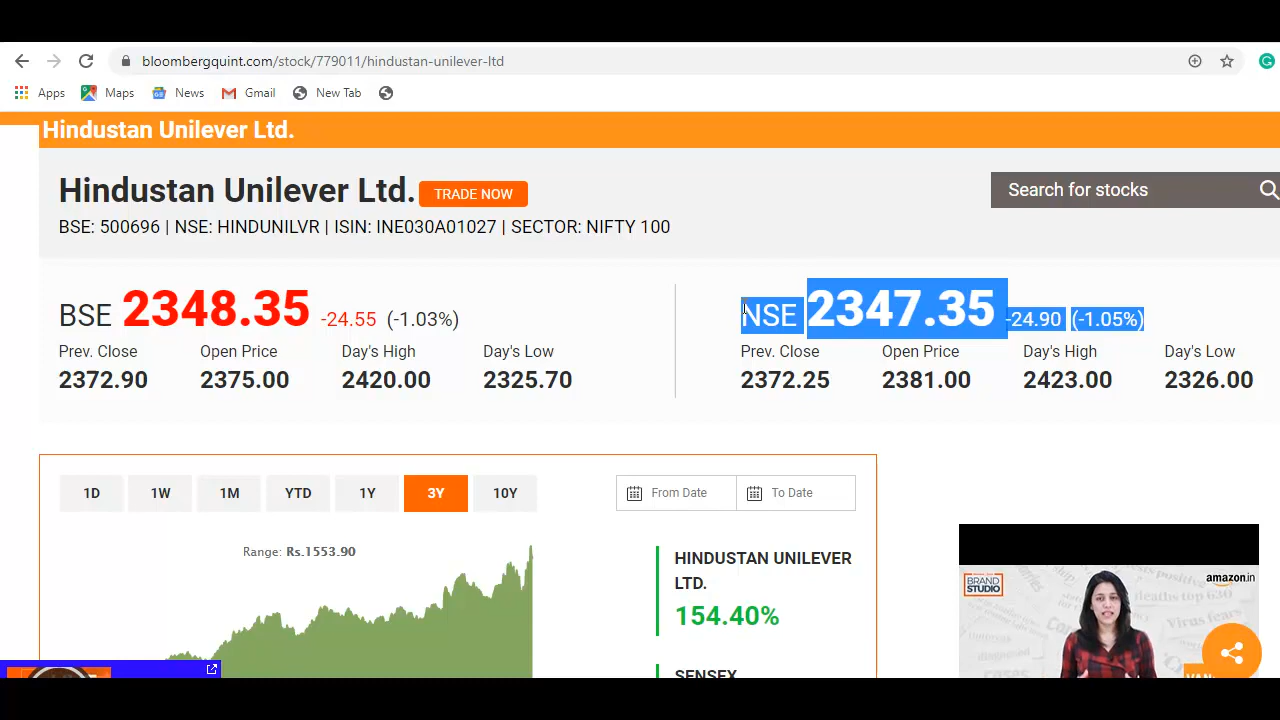 bloombergquint.com/stock/779011/hindustan-unilever-ltd
Apps Maps News Gmail New Tab
Hindustan Unilever Ltd.
Hindustan Unilever Ltd. TRADE NOW
Search for stocks
BSE: 500696 | NSE: HINDUNILVR | ISIN: INE030A01027 | SECTOR: NIFTY 100
BSE 2348.35 -24.55 (-1.03%)
Prev. Close Open Price Day's High Day's Low
2372.90 2375.00 2420.00 2325.70
NSE 2347.35 -24.90 (-1.05%)
Prev. Close Open Price Day's High Day's Low
2372.25 2381.00 2423.00 2326.00
1D 1W 1M YTD 1Y 3Y 10Y
From Date To Date
Range: Rs.1553.90
HINDUSTAN UNILEVER
LTD.
154.40%
SENSEX
BRAND
STUDIO
amazon.in
deaths top 630
Virus fears